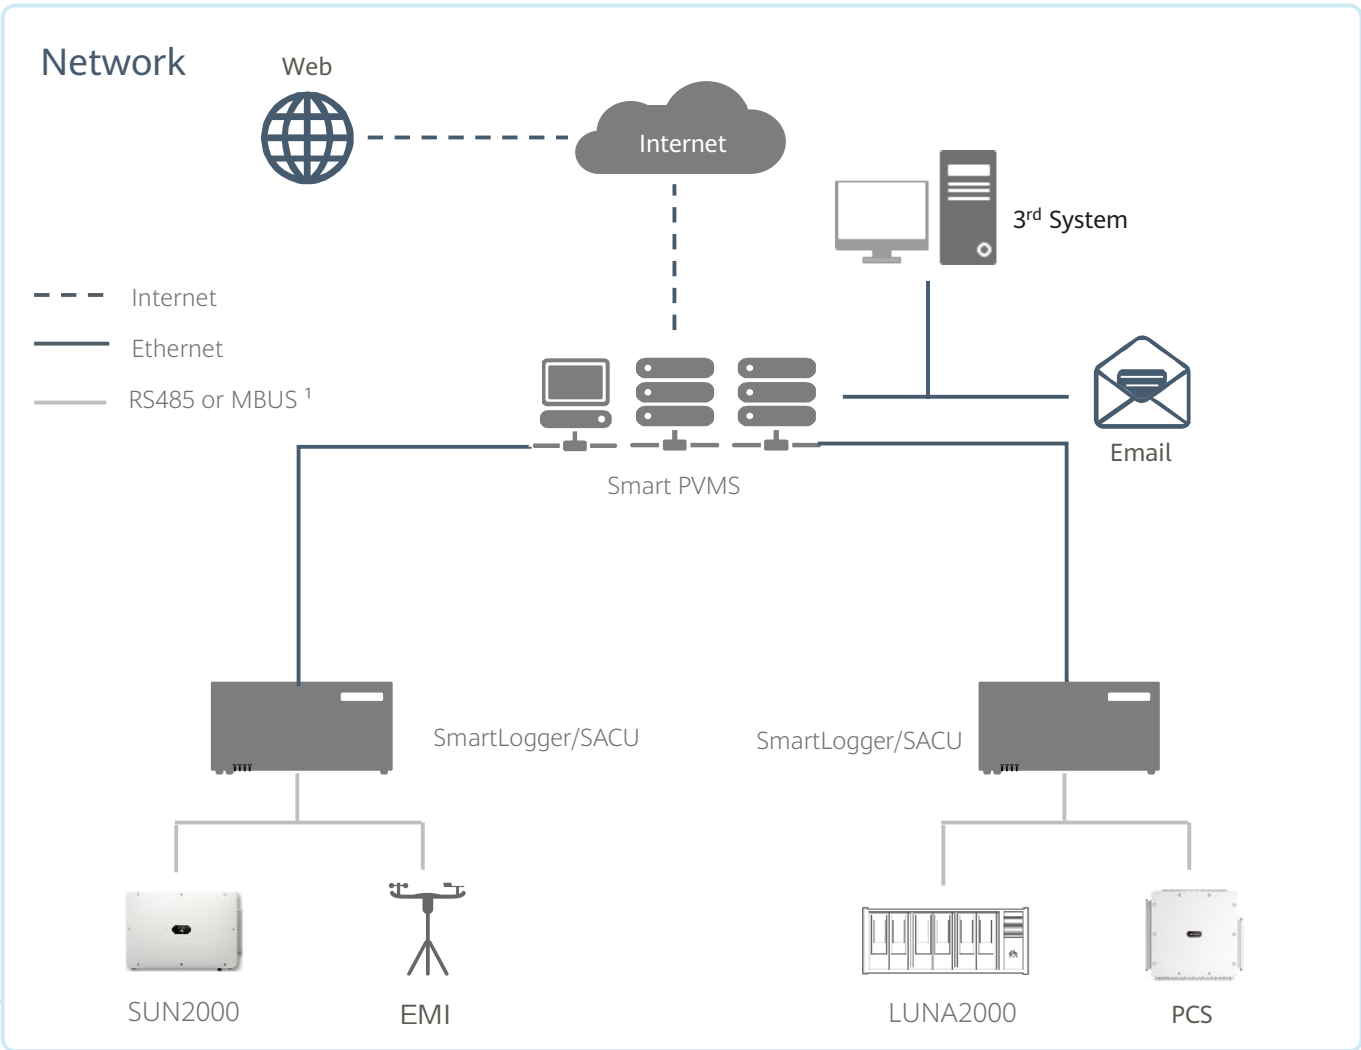 Network
Web
Internet
3rd System
Internet
Ethernet
RS485 or MBUS ¹
Email
Smart PVMS
SmartLogger/SACU
SmartLogger/SACU
SUN2000
EMI
LUNA2000
PCS